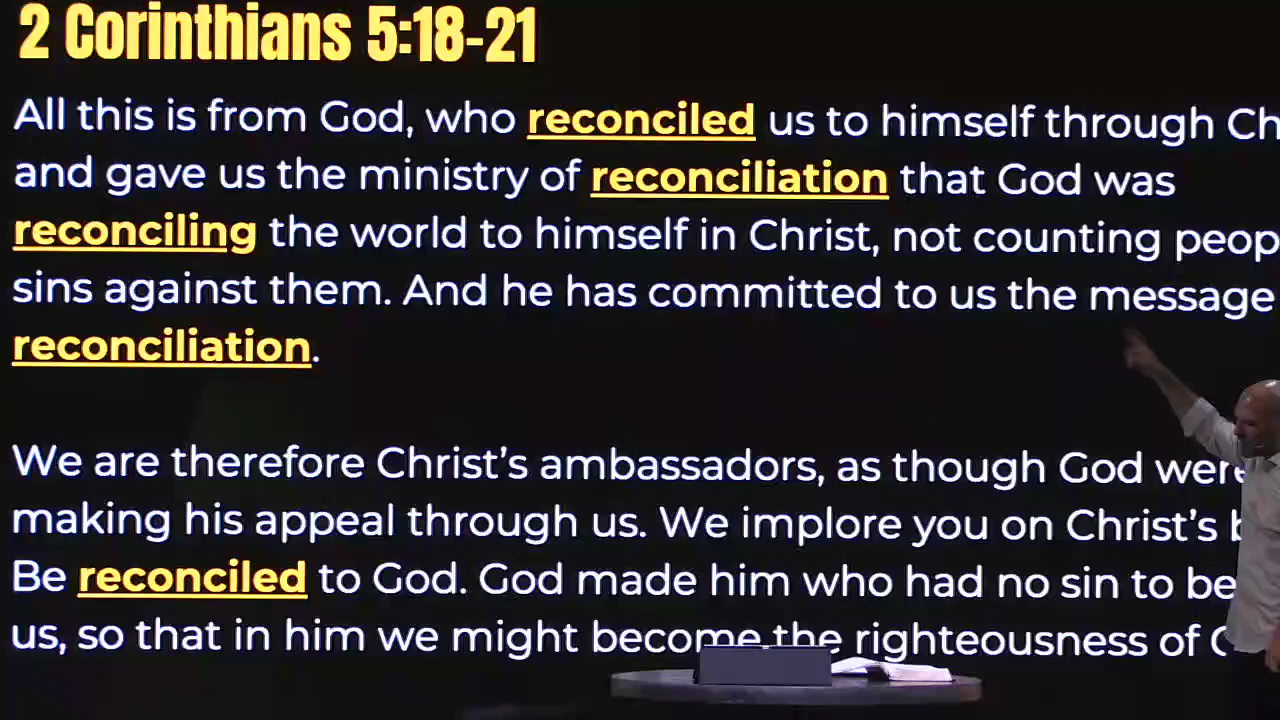 2 Corinthians 5:18-21
All this is from God, who reconciled us to himself through Ch
and gave us the ministry of reconciliation that God was
reconciling the world to himself in Christ, not counting peop
sins against them. And he has committed to us the message
reconciliation.
We are therefore Christ's ambassadors, as though God were
making his appeal through us. We implore you on Christ's b
Be reconciled to God. God made him who had no sin to be
us, so that in him we might become the righteousness of G